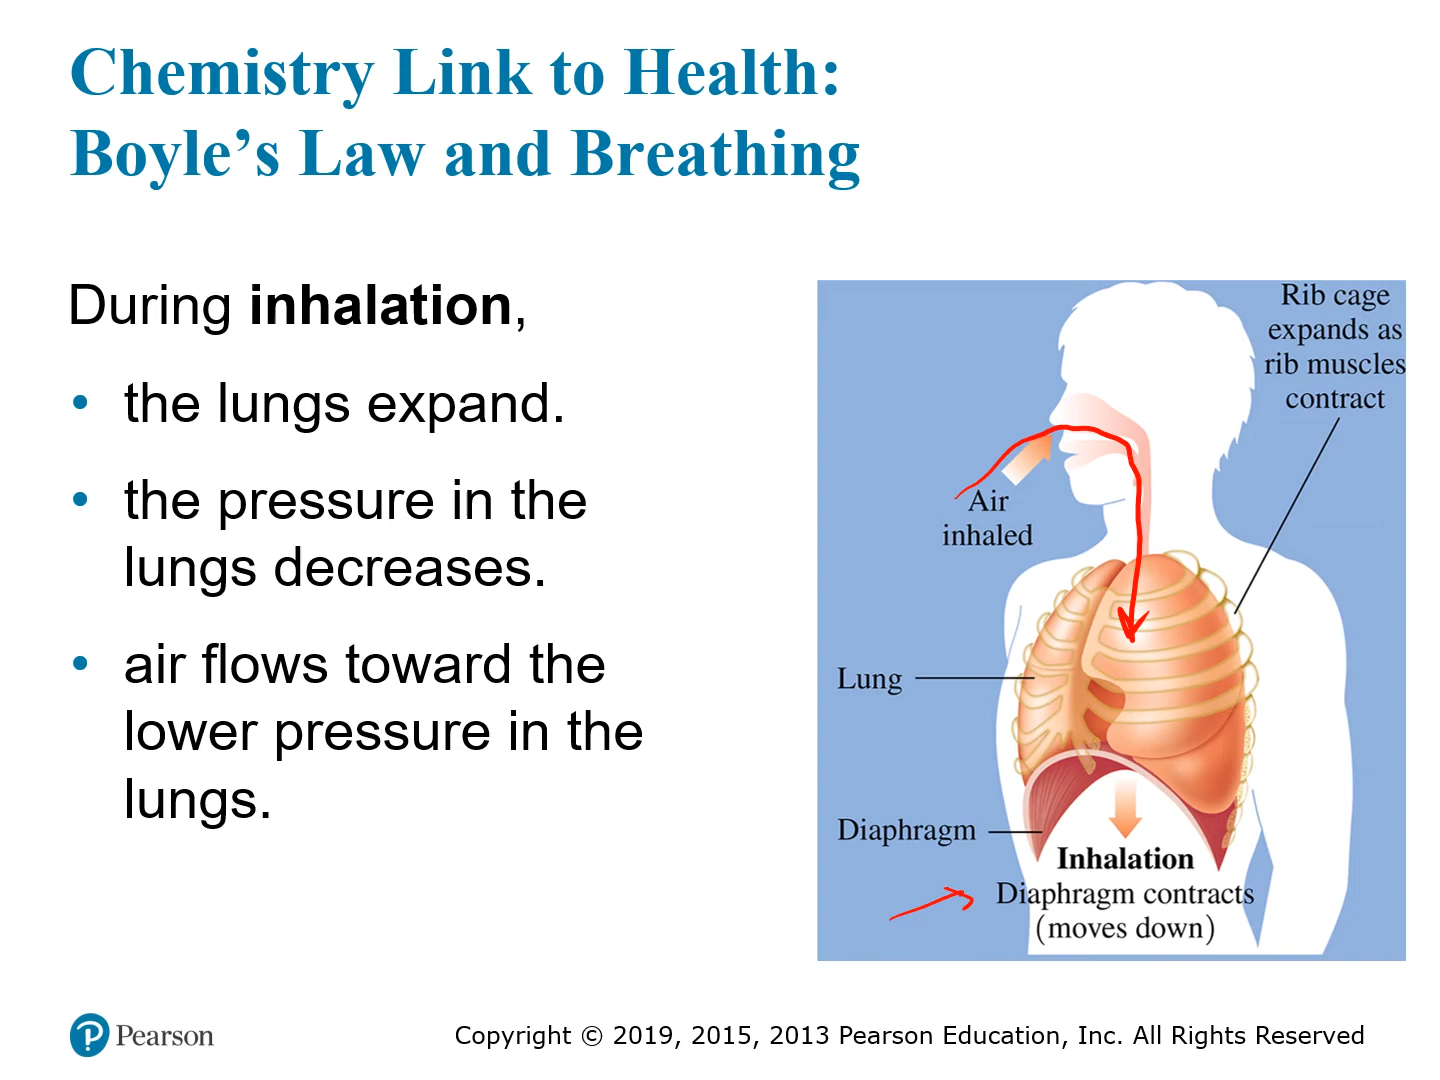 Chemistry Link to Health:
Boyle’s Law and Breathing
During inhalation,
• the lungs expand.
• the pressure in the
lungs decreases.
• air flows toward the
lower pressure in the
lungs.
Rib cage
expands as
rib muscles
contract
Air
inhaled
Lung
Diaphragm
Inhalation
Diaphragm contracts
(moves down)
Pearson
Copyright © 2019, 2015, 2013 Pearson Education, Inc. All Rights Reserved